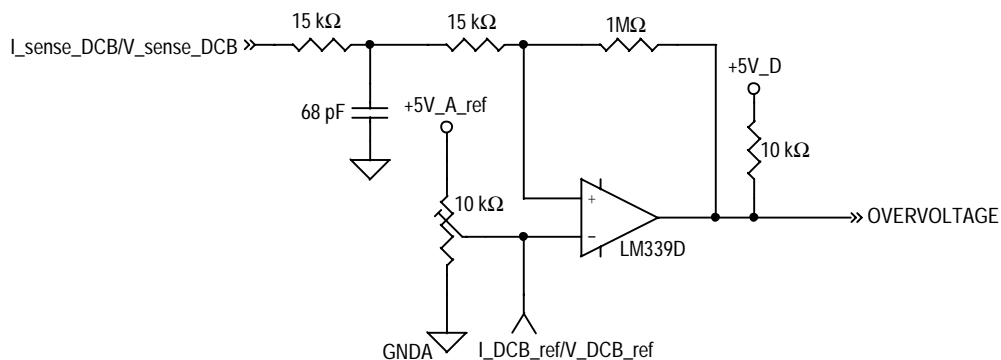 15 kΩ
15 kΩ
1MΩ
I_sense_DCB/V_sense_DCB
+5V_D
68 pF
+5V_A_ref
10 kΩ
10 kΩ
+
OVERVOLTAGE
–
LM339D
GNDA
I_DCB_ref/V_DCB_ref